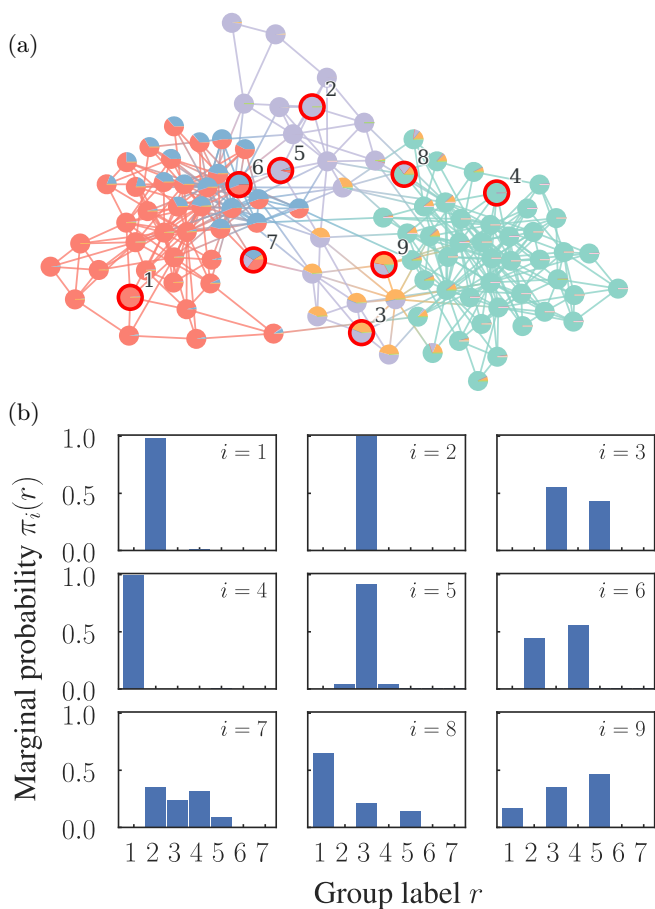 (a)
2
5
8
6
4
7
9
1
3
(b)
Marginal probability π_i(r)
1.0
0.5
0.0
i = 1
i = 2
i = 3
1.0
0.5
0.0
i = 4
i = 5
i = 6
1.0
0.5
0.0
i = 7
i = 8
i = 9
1 2 3 4 5 6 7 1 2 3 4 5 6 7 1 2 3 4 5 6 7
Group label r